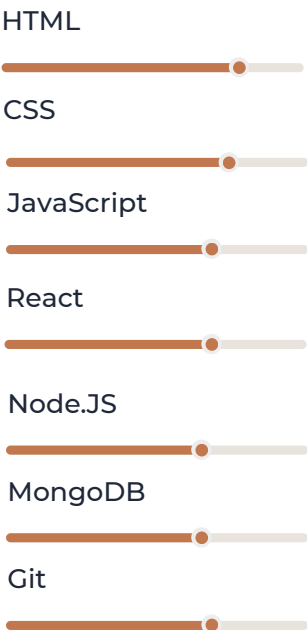 HTML
CSS
JavaScript
React
Node.JS
MongoDB
Git